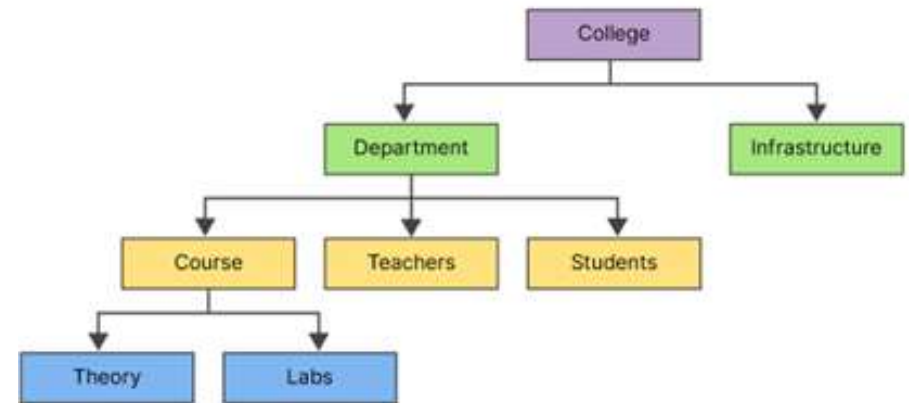 College
Department
Infrastructure
Course
Teachers
Students
Theory
Labs